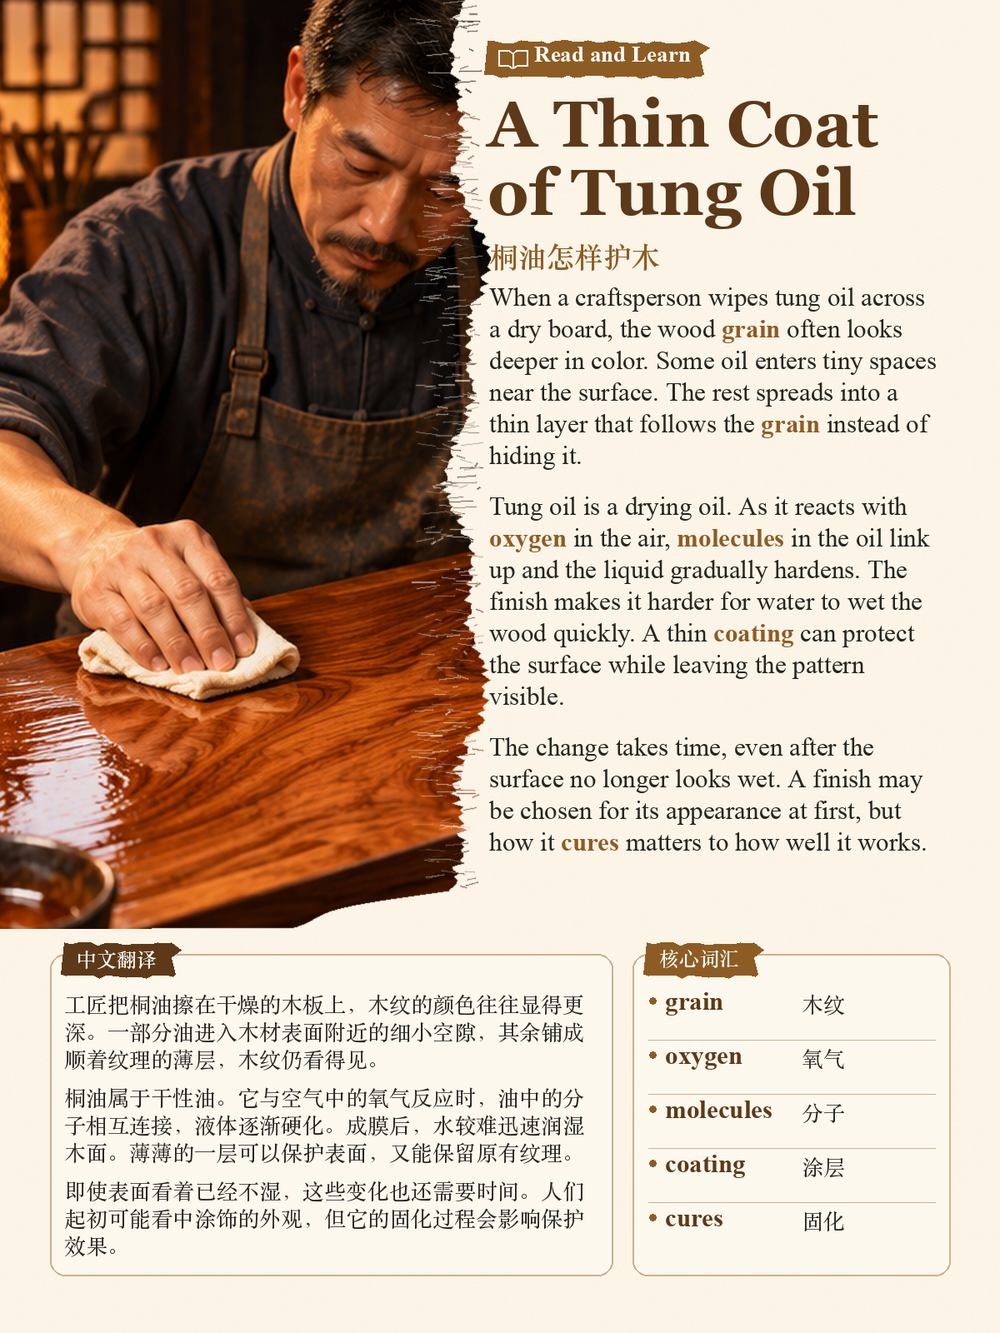 Read and Learn
A Thin Coat
of Tung Oil
桐油怎样护木
When a craftsperson wipes tung oil across
a dry board, the wood grain often looks
deeper in color. Some oil enters tiny spaces
near the surface. The rest spreads into a
thin layer that follows the grain instead of
hiding it.
Tung oil is a drying oil. As it reacts with
oxygen in the air, molecules in the oil link
up and the liquid gradually hardens. The
finish makes it harder for water to wet the
wood quickly. A thin coating can protect
the surface while leaving the pattern
visible.
The change takes time, even after the
surface no longer looks wet. A finish may
be chosen for its appearance at first, but
how it cures matters to how well it works.
中文翻译
工匠把桐油擦在干燥的木板上，木纹的颜色往往显得更
深。一部分油进入木材表面附近的细小空隙，其余铺成
顺着纹理的薄层，木纹仍看得见。
桐油属于干性油。它与空气中的氧气反应时，油中的分
子相互连接，液体逐渐硬化。成膜后，水较难迅速润湿
木面。薄薄的一层可以保护表面，又能保留原有纹理。
即使表面看着已经不湿，这些变化也还需要时间。人们
起初可能看中涂饰的外观，但它的固化过程会影响保护
效果。
核心词汇
• grain 木纹
• oxygen 氧气
• molecules 分子
• coating 涂层
• cures 固化